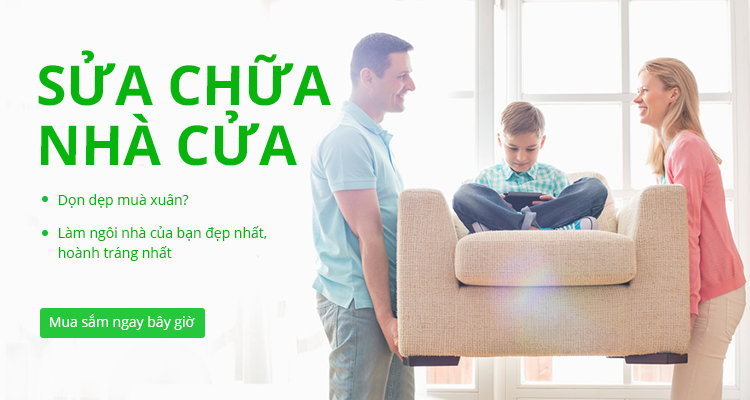 SỬA CHỮA
NHÀ CỬA
Dọn dẹp muà xuân?
Làm ngôi nhà của bạn đẹp nhất,
hoành tráng nhất
Mua sắm ngay bây giờ